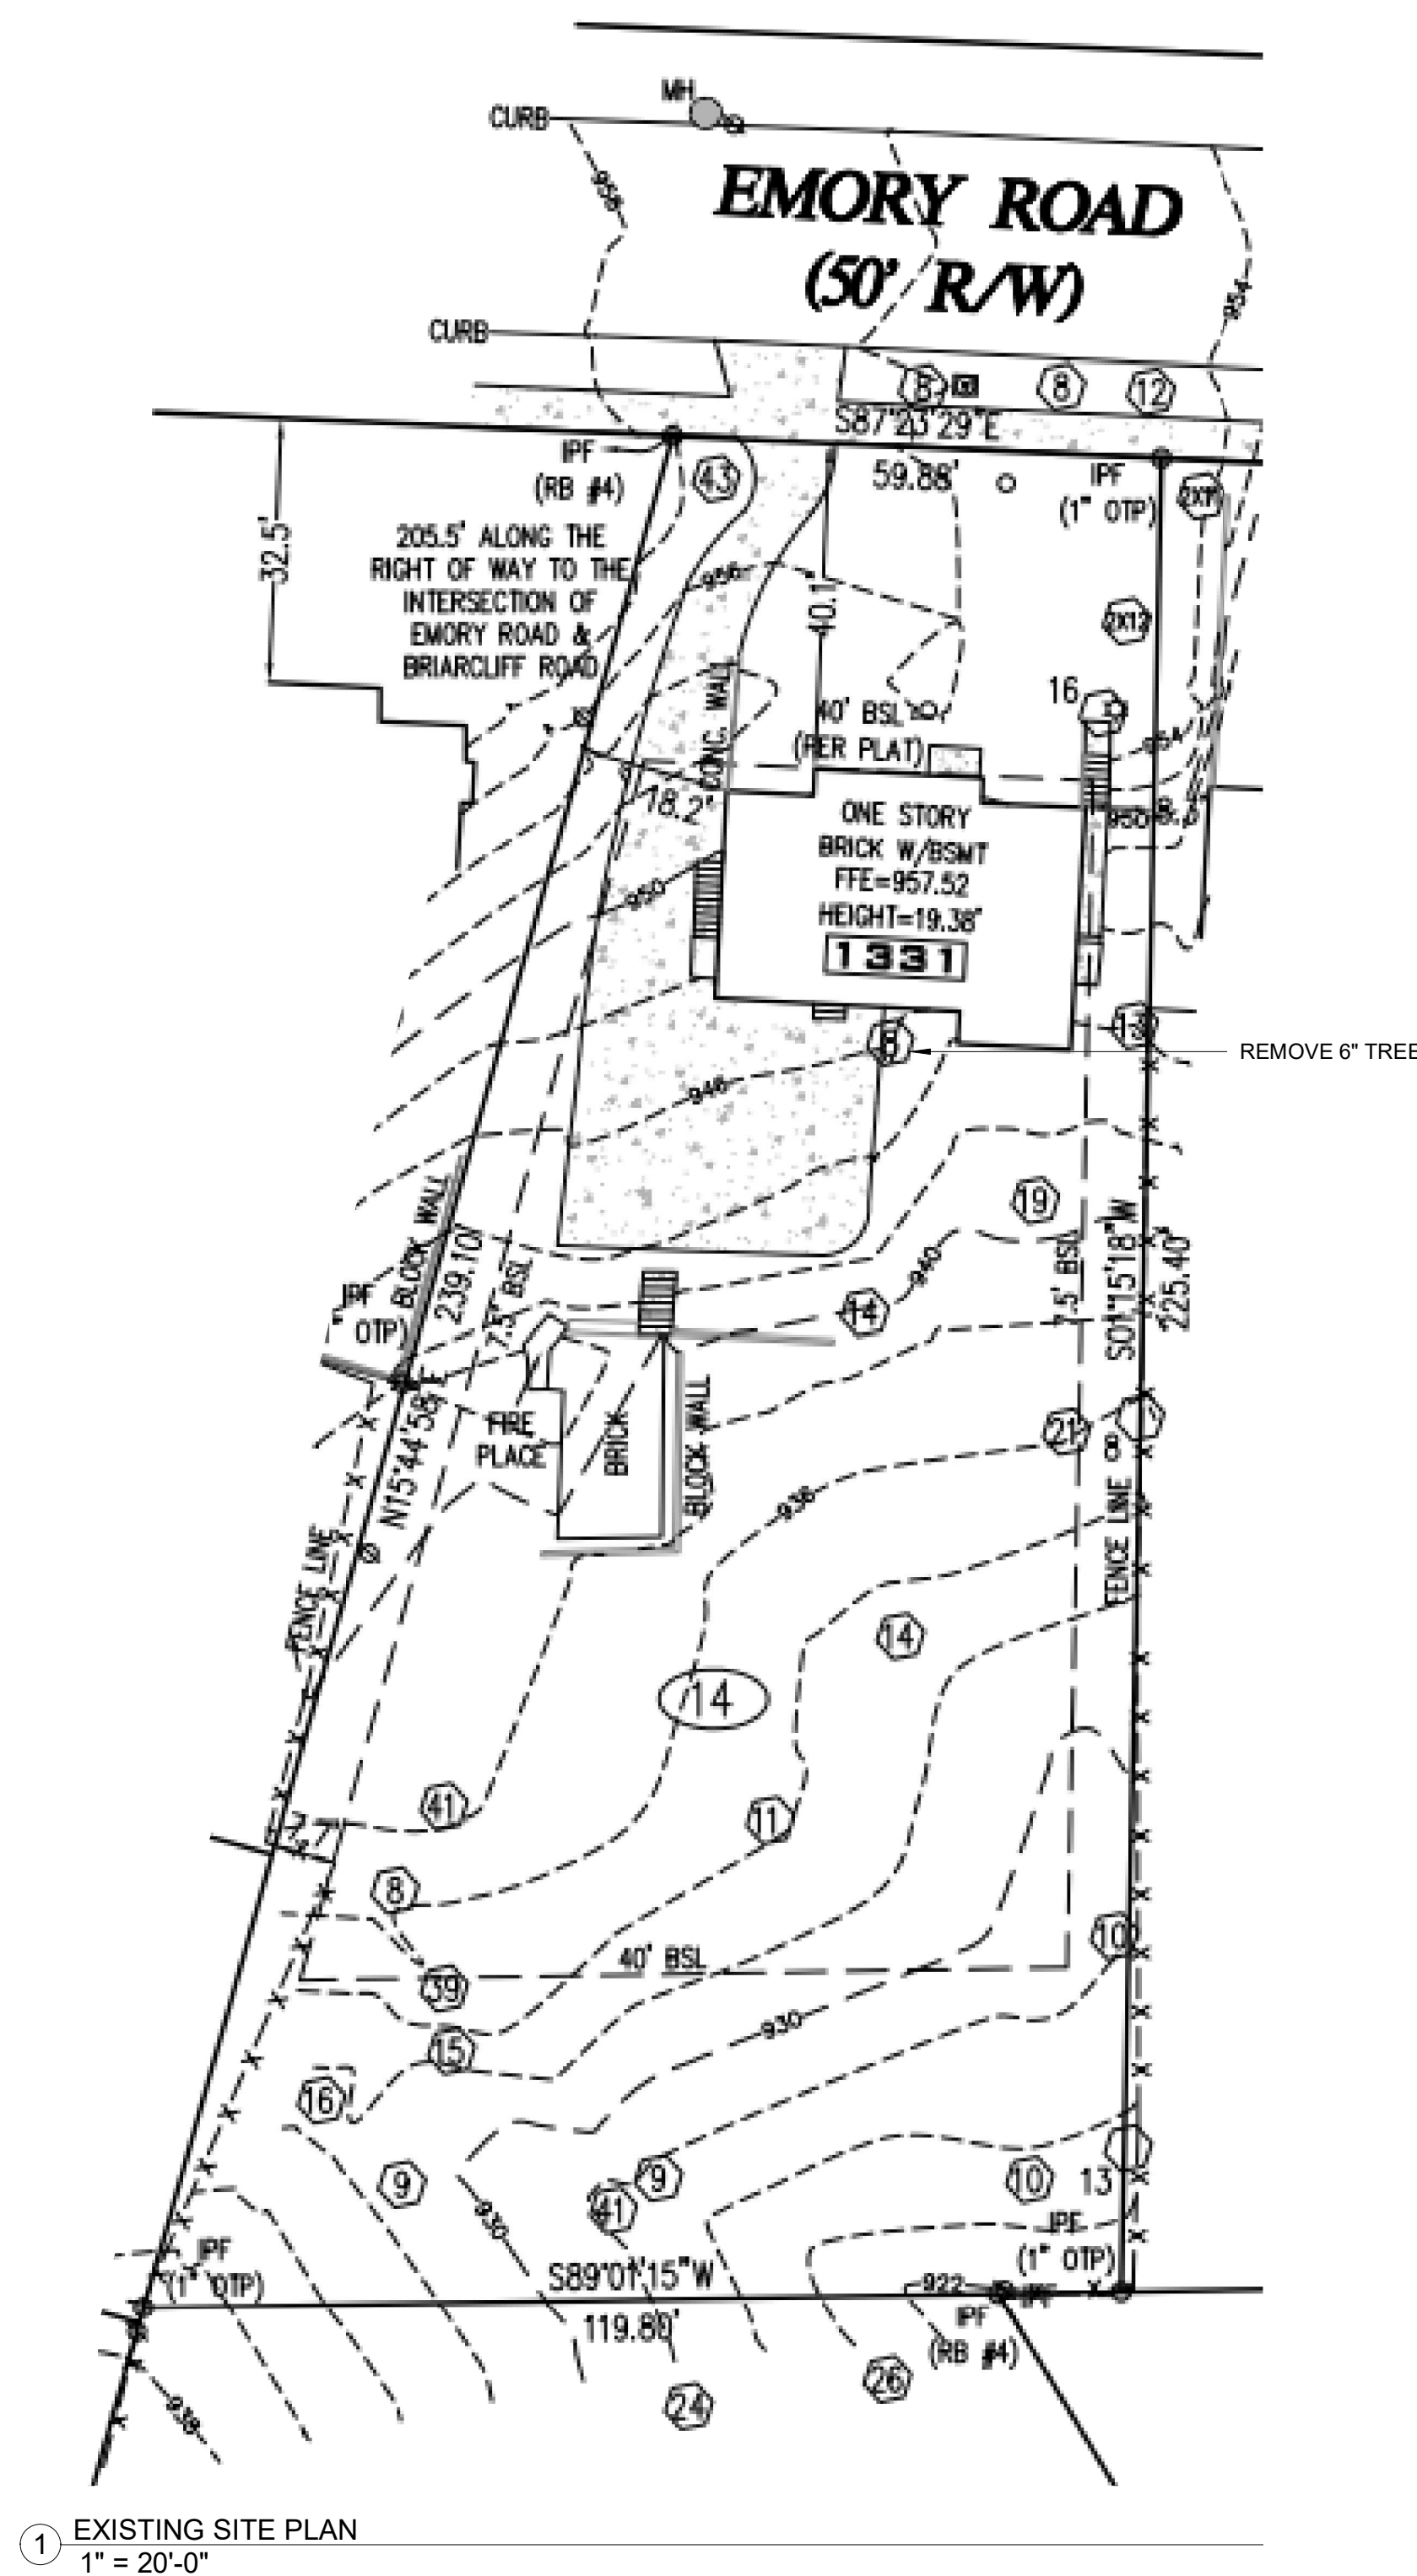 MH
CURB
956
EMORY ROAD
(50' R/W)
954
CURB
8
8
12
S87°23'29"E
IPF
(RB #4)
43
59.88'
IPF
(1" OTP)
2X11
32.5'
205.5' ALONG THE
RIGHT OF WAY TO THE
INTERSECTION OF
EMORY ROAD &
BRIARCLIFF ROAD
956
40.1'
2X12
16
CONC. WALL
40' BSL
(PER PLAT)
954
18.2'
ONE STORY
BRICK W/BSMT
FFE=957.52
HEIGHT=19.38'
1331
950
950
REMOVE 6" TREE
946
19
BLOCK WALL
239.10'
7.5' BSL
940
7.5' BSL
S01°15'18"W
225.40'
IPF
OTP)
14
N15°44'58"E
FIRE
PLACE
BRICK
BLOCK WALL
21
8
936
FENCE LINE
FENCE LINE
14
14
41
11
8
10
40' BSL
39
930
15
16
9
9
10
13
41
930
IPF
(1" OTP)
IPF
(1" OTP)
S89°01'15"W
922
IPF
119.80'
IPF
(RB #4)
26
24
938
1
EXISTING SITE PLAN
1" = 20'-0"